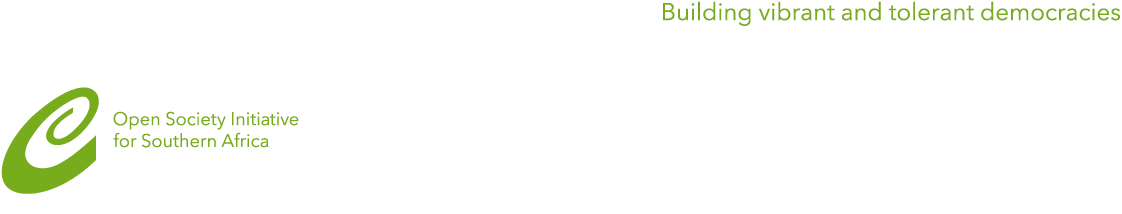 Building vibrant and tolerant democracies
Open Society Initiative
for Southern Africa